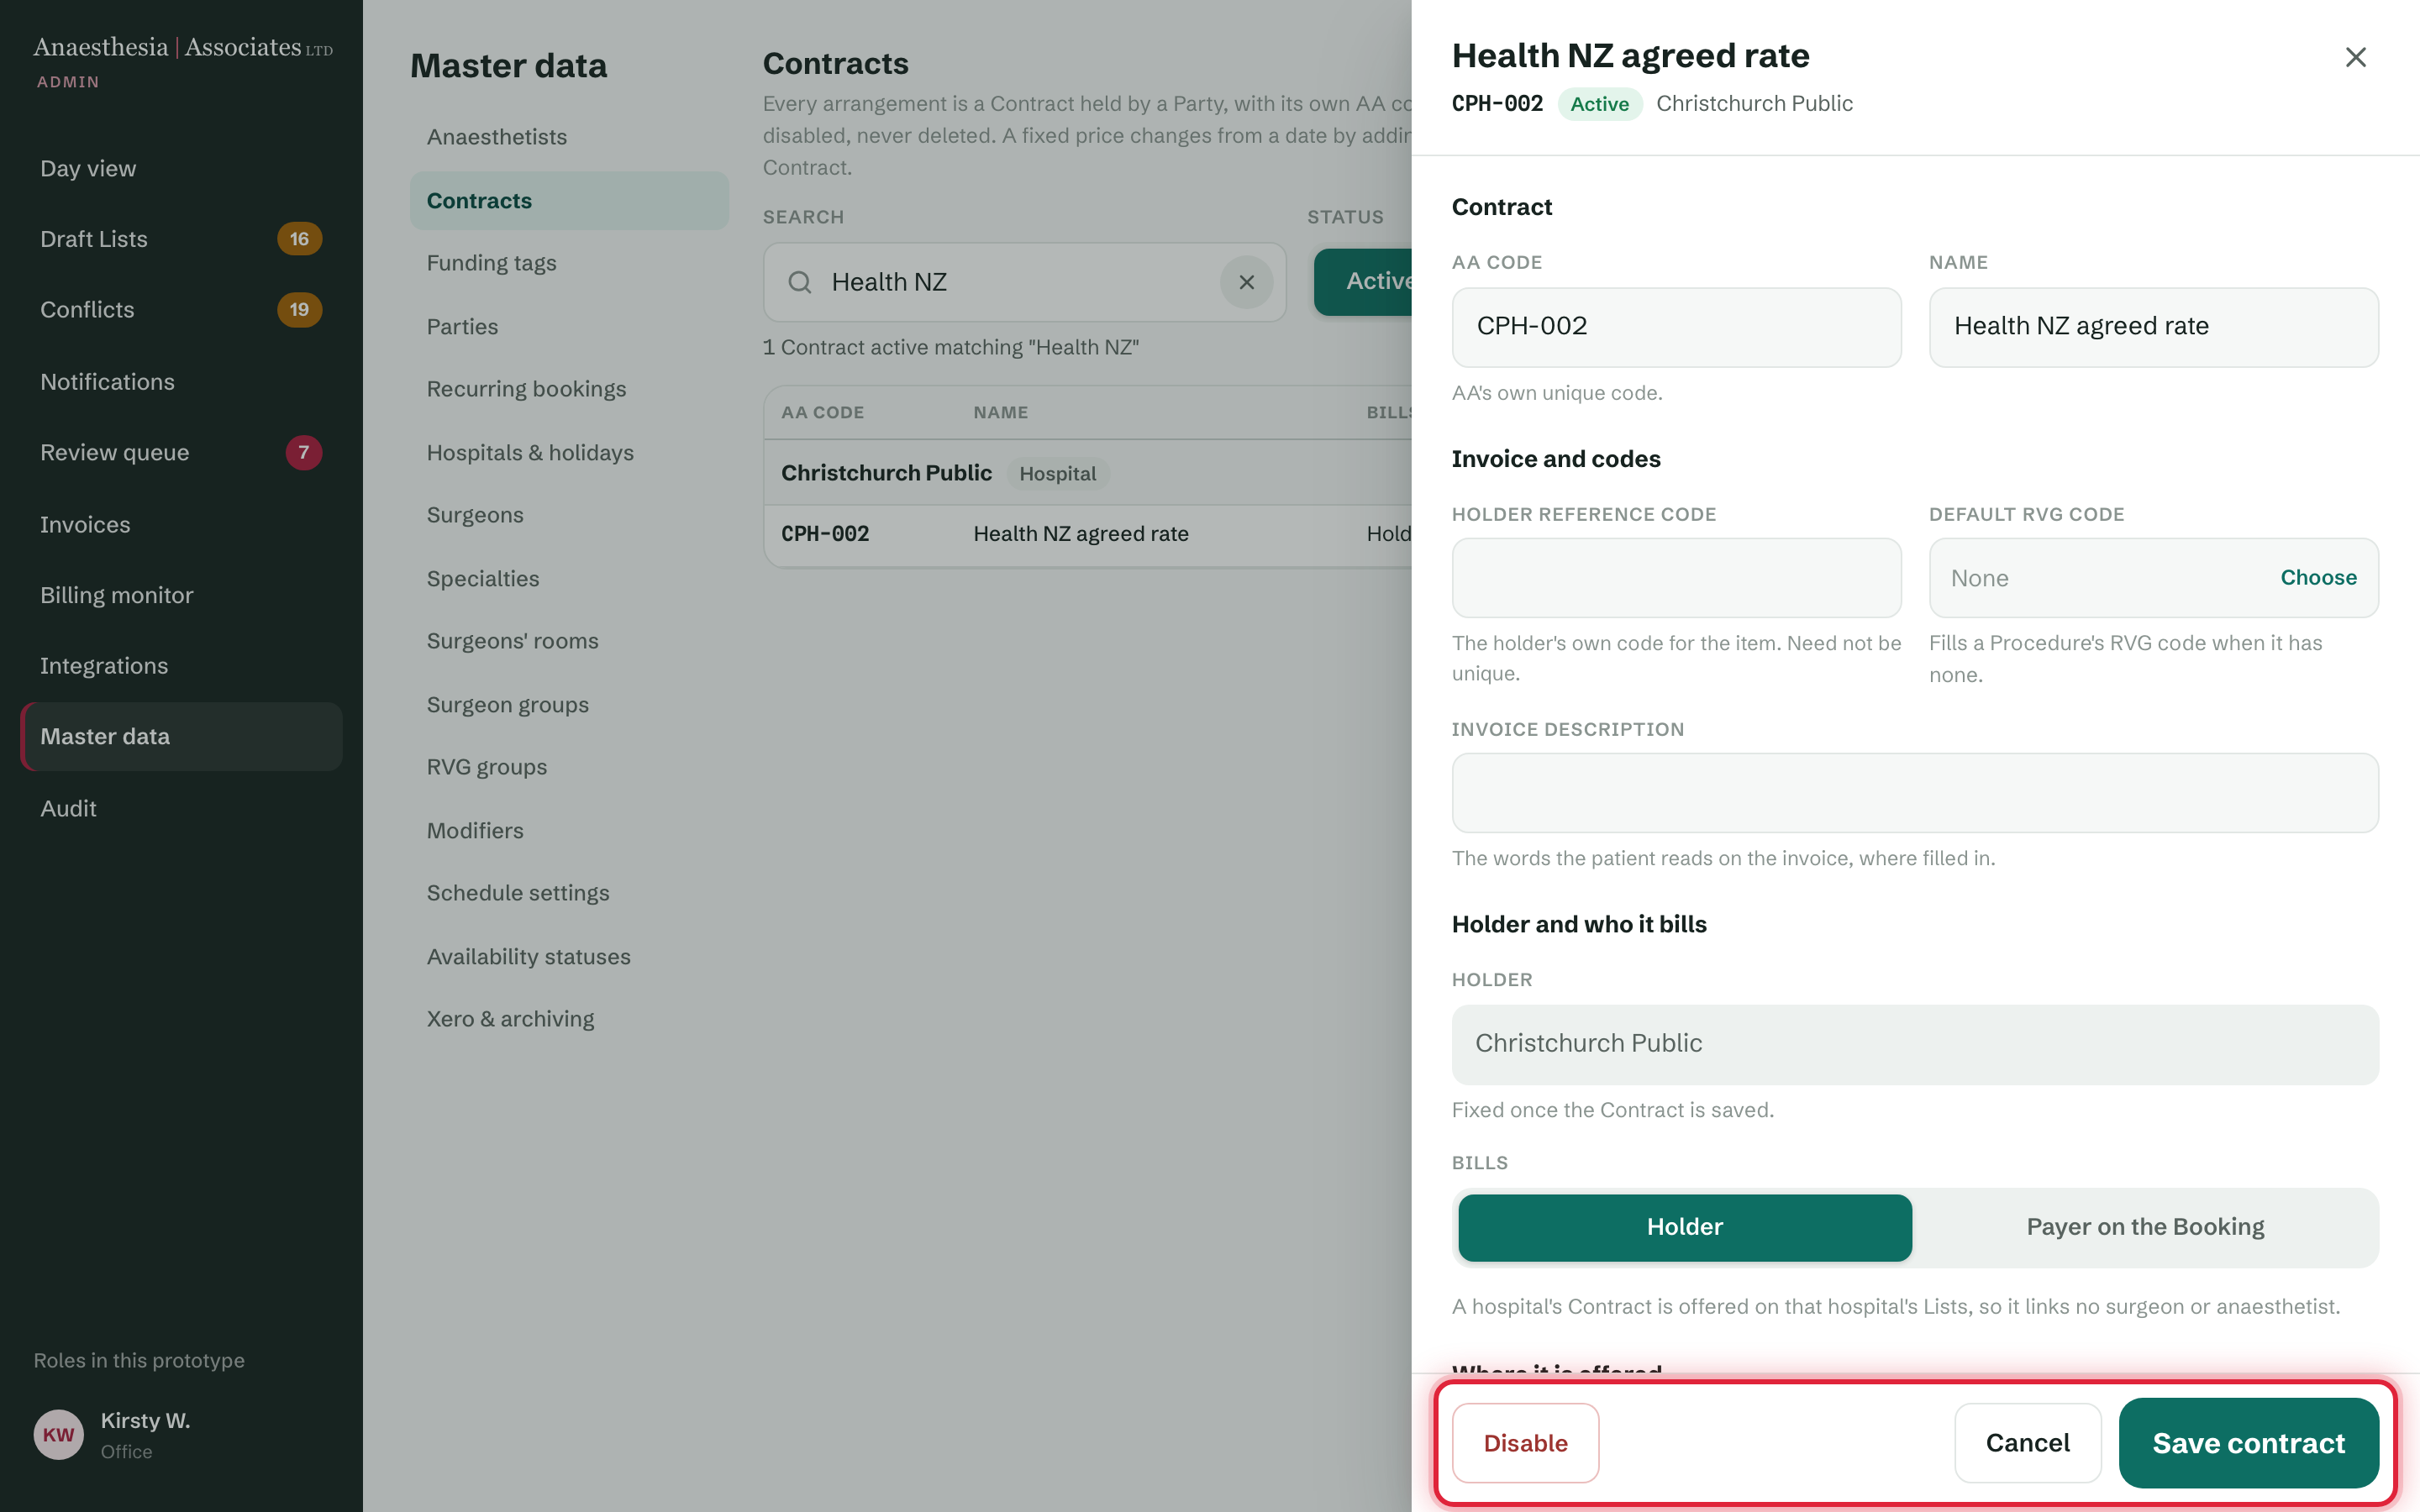 Anaesthesia | Associates LTD
ADMIN
Day view
Draft Lists 16
Conflicts 19
Notifications
Review queue 7
Invoices
Billing monitor
Integrations
Master data
Audit
Roles in this prototype
KW
Kirsty W.
Office
Master data
Anaesthetists
Contracts
Funding tags
Parties
Recurring bookings
Hospitals & holidays
Surgeons
Specialties
Surgeons' rooms
Surgeon groups
RVG groups
Modifiers
Schedule settings
Availability statuses
Xero & archiving
Contracts
Every arrangement is a Contract held by a Party, with its own AA co
disabled, never deleted. A fixed price changes from a date by addin
Contract.
SEARCH STATUS
Health NZ Active
1 Contract active matching "Health NZ"
AA CODE NAME BILLS
Christchurch Public Hospital
CPH-002 Health NZ agreed rate Hold
Health NZ agreed rate
CPH-002 Active Christchurch Public
Contract
AA CODE NAME
CPH-002 Health NZ agreed rate
AA's own unique code.
Invoice and codes
HOLDER REFERENCE CODE DEFAULT RVG CODE
None Choose
The holder's own code for the item. Need not be
unique.
Fills a Procedure's RVG code when it has
none.
INVOICE DESCRIPTION
The words the patient reads on the invoice, where filled in.
Holder and who it bills
HOLDER
Christchurch Public
Fixed once the Contract is saved.
BILLS
Holder Payer on the Booking
A hospital's Contract is offered on that hospital's Lists, so it links no surgeon or anaesthetist.
Where it is offered
Disable Cancel Save contract